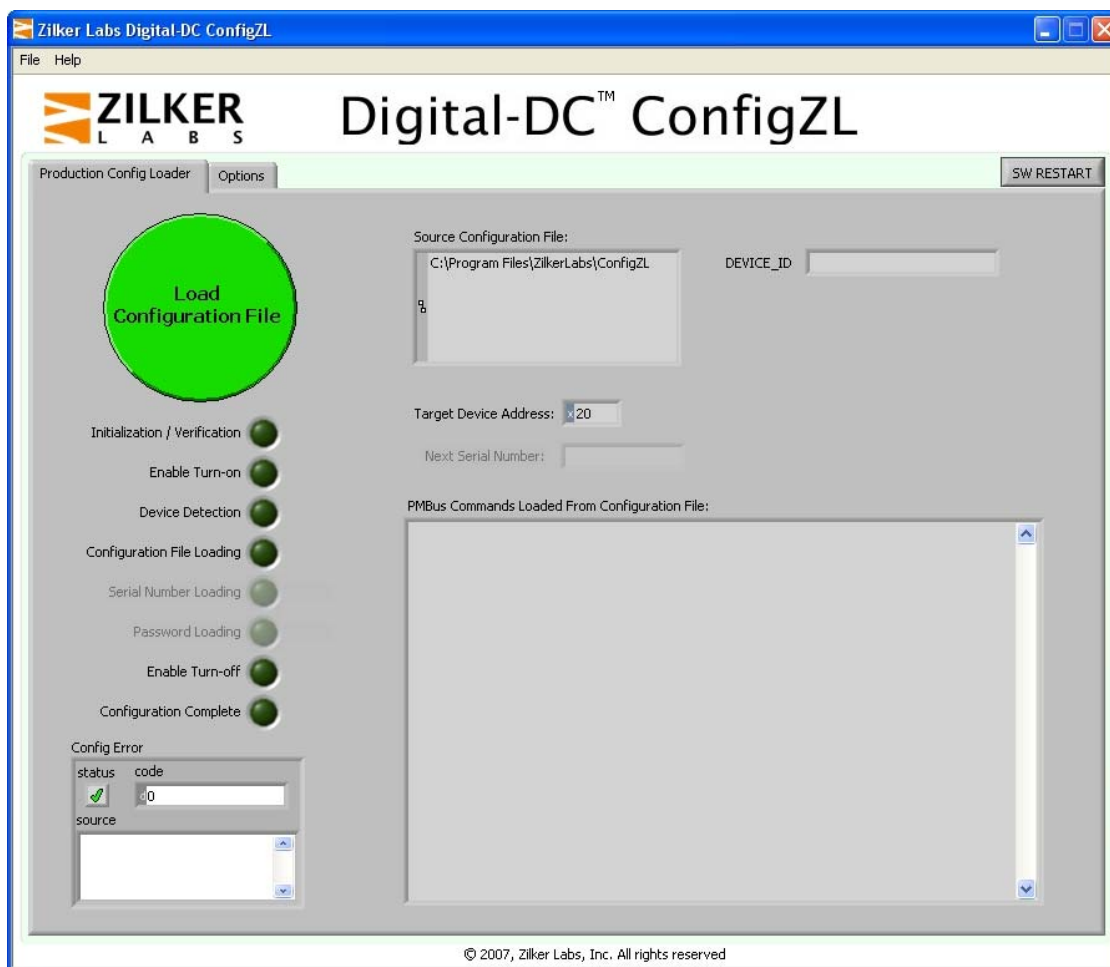 Zilker Labs Digital-DC ConfigZL
File Help
ZILKER
LABS
Digital-DC™ ConfigZL
Production Config Loader
Options
SW RESTART
Load
Configuration File
Source Configuration File:
C:\Program Files\ZilkerLabs\ConfigZL
DEVICE_ID
Target Device Address: x20
Next Serial Number:
Initialization / Verification
Enable Turn-on
Device Detection
Configuration File Loading
Serial Number Loading
Password Loading
Enable Turn-off
Configuration Complete
PMBus Commands Loaded From Configuration File:
Config Error
status code
d0
source
© 2007, Zilker Labs, Inc. All rights reserved